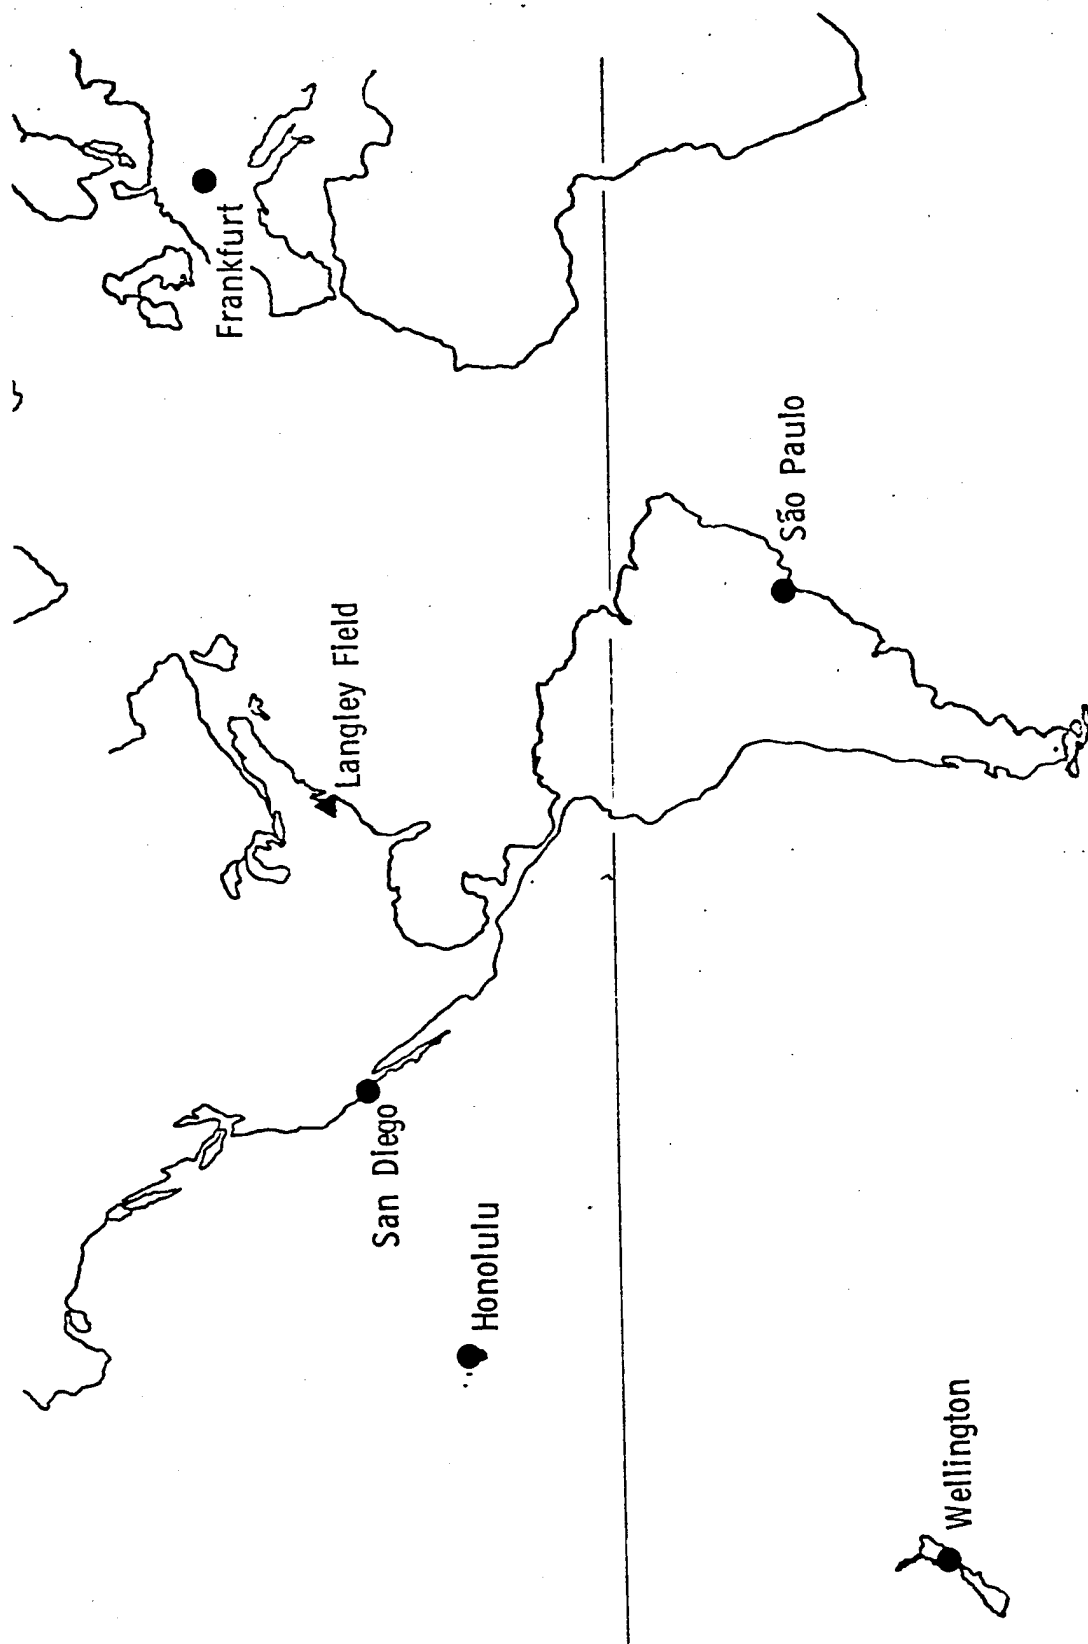 Frankfurt
Langley Field
San Diego
Honolulu
São Paulo
Wellington